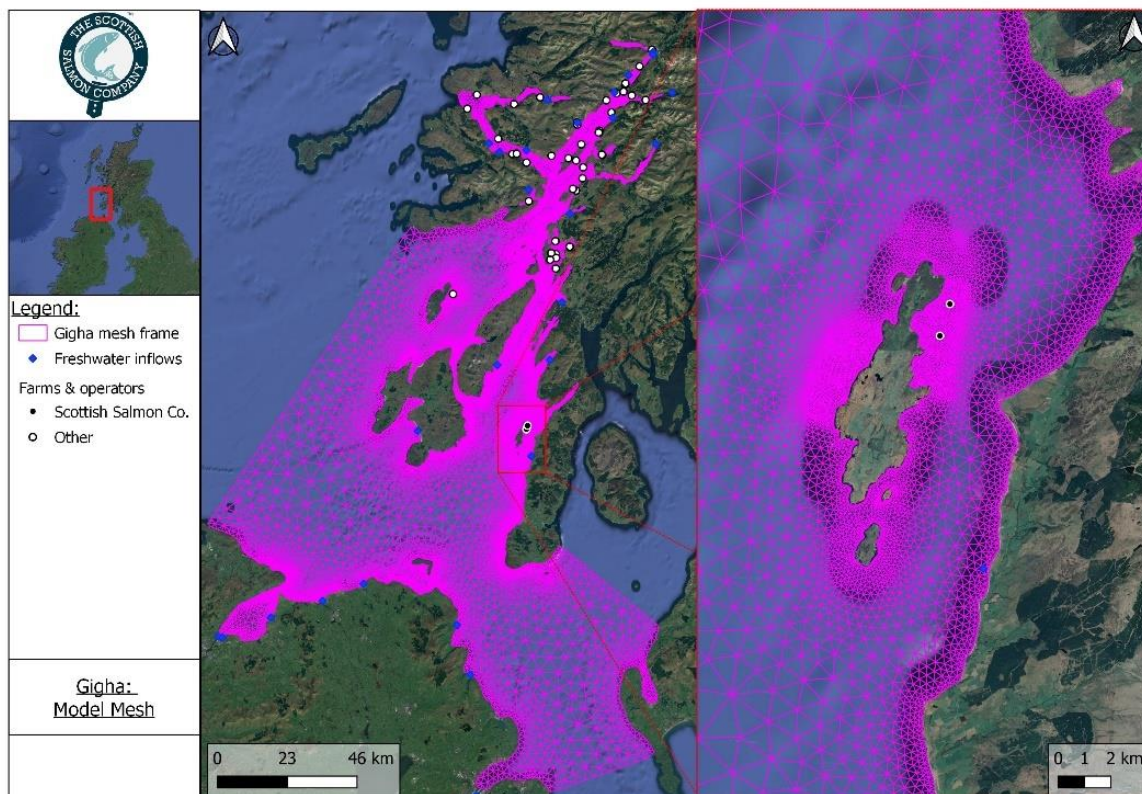 THE SCOTTISH
SALMON COMPANY
Legend:
Gigha mesh frame
Freshwater inflows
Farms & operators
Scottish Salmon Co.
Other
Gigha:
Model Mesh
0 23 46 km
0 1 2 km